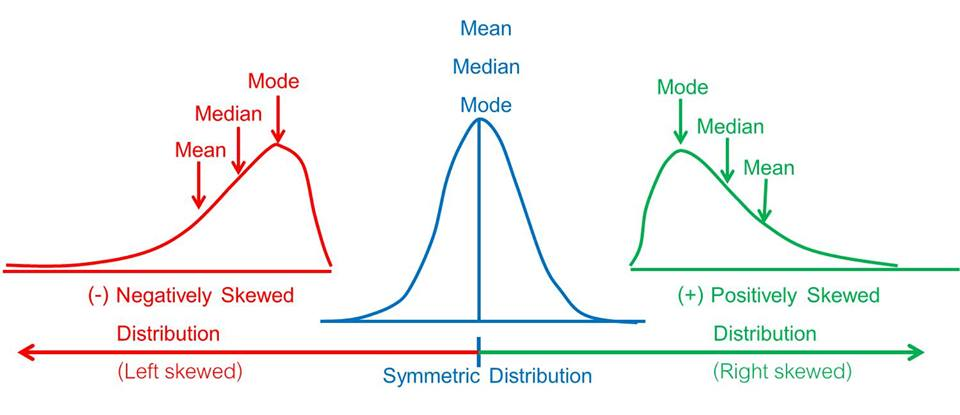 Mean
Median
Mode
Mode
Median
Mean
Mode
Median
Mean
(-) Negatively Skewed
Distribution
(Left skewed)
Symmetric Distribution
(+) Positively Skewed
Distribution
(Right skewed)